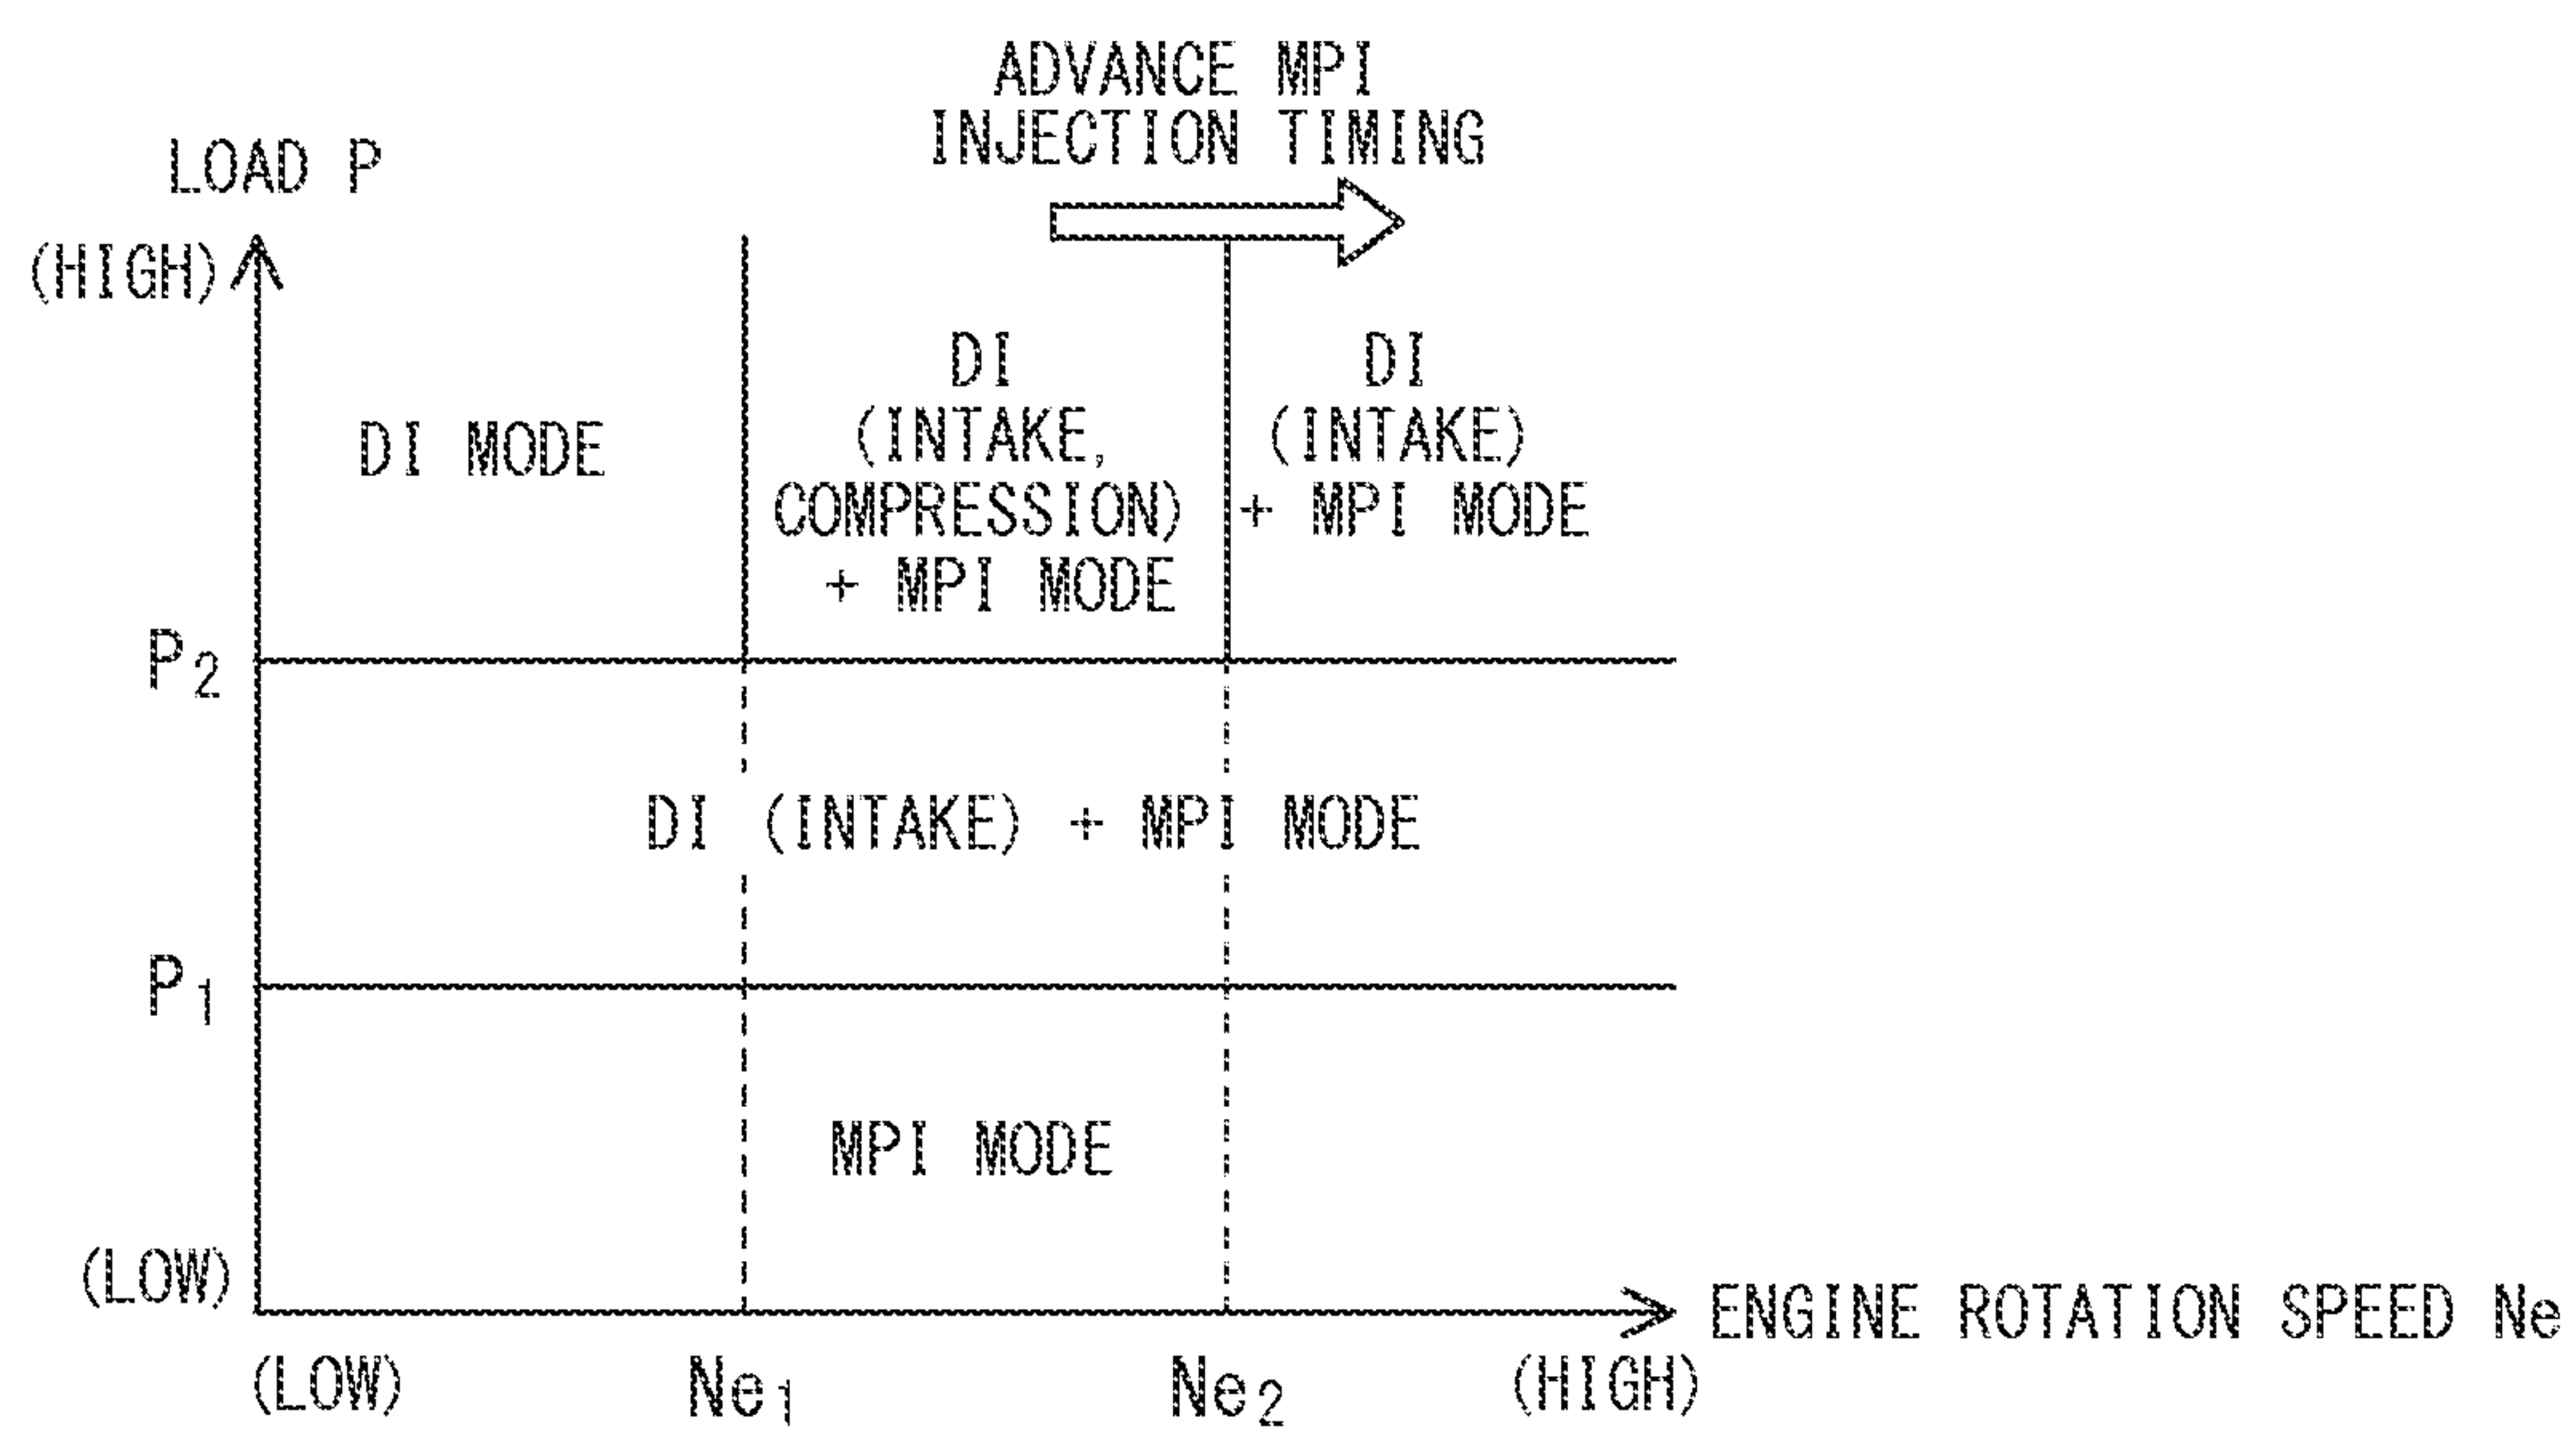 ADVANCE MPI
INJECTION TIMING
LOAD P
(HIGH)
DI MODE
DI
(INTAKE,
COMPRESSION)
+ MPI MODE
DI
(INTAKE)
+ MPI MODE
P2
DI (INTAKE) + MPI MODE
P1
MPI MODE
(LOW)
ENGINE ROTATION SPEED Ne
(LOW)
Ne1
Ne2
(HIGH)